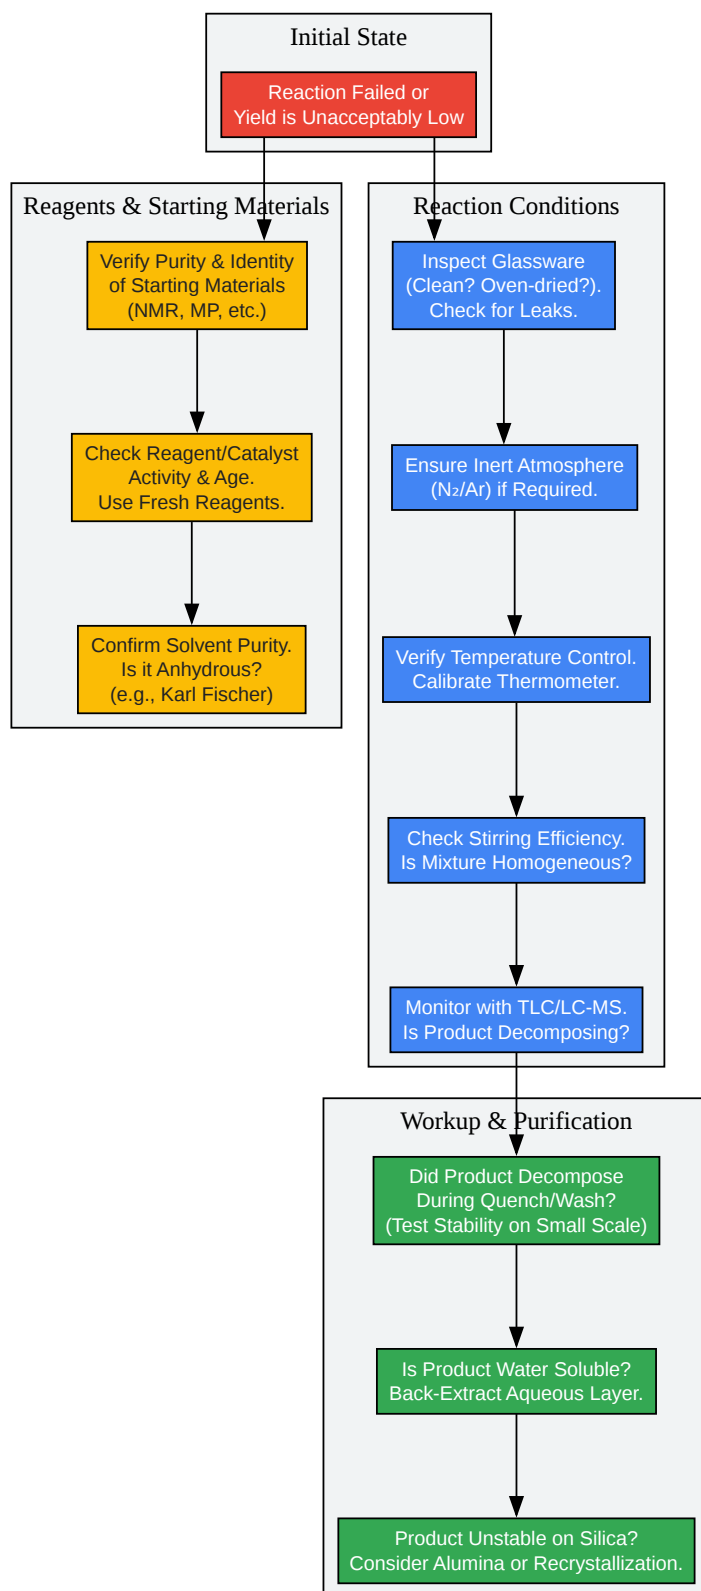 Initial State
Reaction Failed or
Yield is Unacceptably Low
Reagents & Starting Materials
Verify Purity & Identity
of Starting Materials
(NMR, MP, etc.)
Check Reagent/Catalyst
Activity & Age.
Use Fresh Reagents.
Confirm Solvent Purity.
Is it Anhydrous?
(e.g., Karl Fischer)
Reaction Conditions
Inspect Glassware
(Clean? Oven-dried?).
Check for Leaks.
Ensure Inert Atmosphere
(N₂/Ar) if Required.
Verify Temperature Control.
Calibrate Thermometer.
Check Stirring Efficiency.
Is Mixture Homogeneous?
Monitor with TLC/LC-MS.
Is Product Decomposing?
Workup & Purification
Did Product Decompose
During Quench/Wash?
(Test Stability on Small Scale)
Is Product Water Soluble?
Back-Extract Aqueous Layer.
Product Unstable on Silica?
Consider Alumina or Recrystallization.